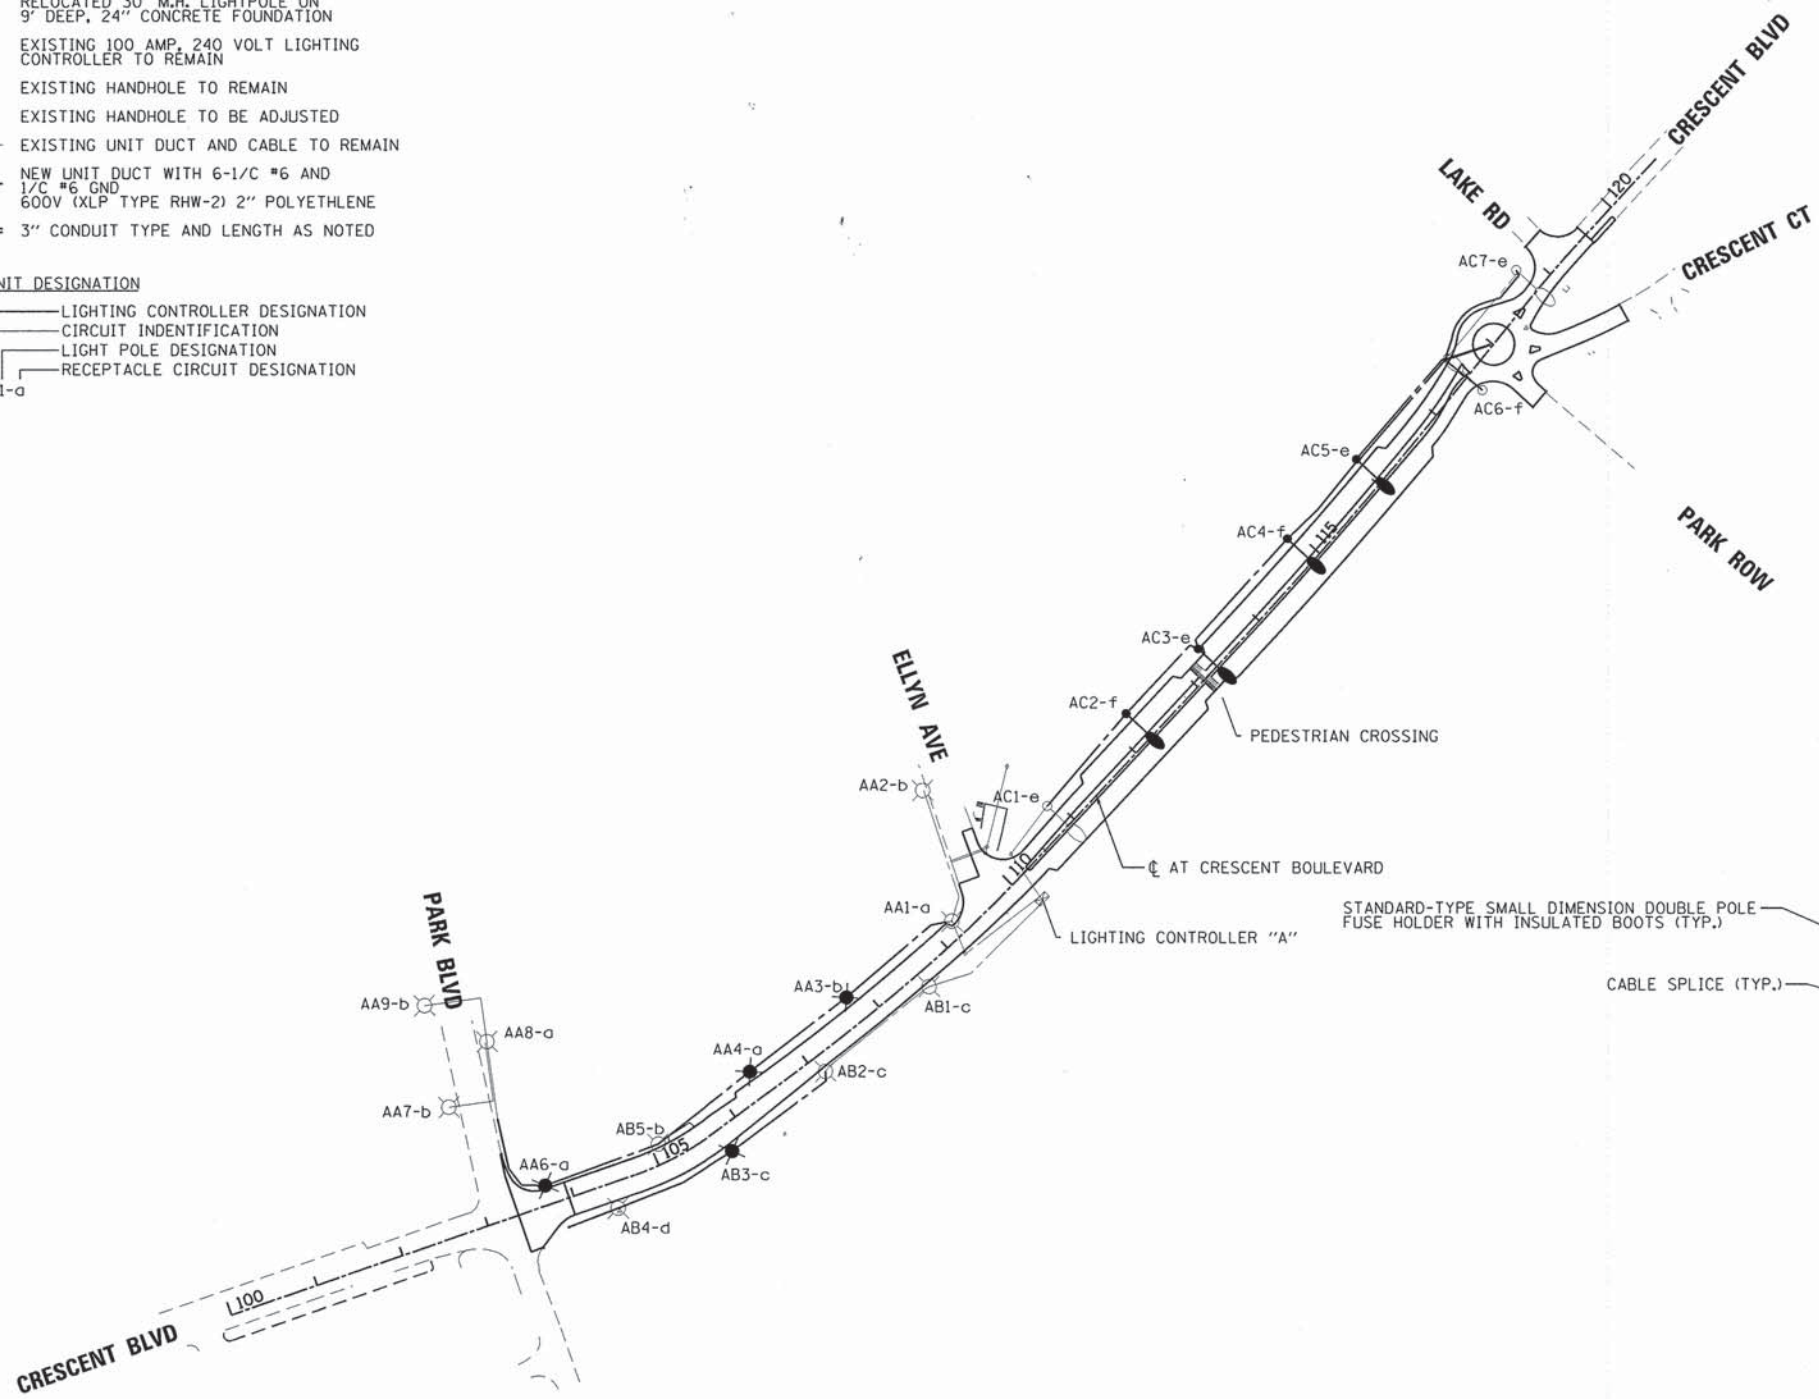 RELOCATED 30' M.H. LIGHTPOLE ON
9' DEEP, 24" CONCRETE FOUNDATION
EXISTING 100 AMP, 240 VOLT LIGHTING
CONTROLLER TO REMAIN
EXISTING HANDHOLE TO REMAIN
EXISTING HANDHOLE TO BE ADJUSTED
EXISTING UNIT DUCT AND CABLE TO REMAIN
NEW UNIT DUCT WITH 6-1/C #6 AND
1/C #6 GND
600V (XLP TYPE RHW-2) 2" POLYETHLENE
3" CONDUIT TYPE AND LENGTH AS NOTED
NIT DESIGNATION
LIGHTING CONTROLLER DESIGNATION
CIRCUIT INDENTIFICATION
LIGHT POLE DESIGNATION
RECEPTACLE CIRCUIT DESIGNATION
1-a
CRESCENT BLVD
120
LAKE RD
CRESCENT CT
AC7-e
AC6-f
AC5-e
PARK ROW
AC4-f
115
AC3-e
AC2-f
PEDESTRIAN CROSSING
ELLYN AVE
AA2-b
AC1-e
110
℄ AT CRESCENT BOULEVARD
AA1-a
STANDARD-TYPE SMALL DIMENSION DOUBLE POLE
FUSE HOLDER WITH INSULATED BOOTS (TYP.)
LIGHTING CONTROLLER "A"
PARK BLVD
AA3-b
CABLE SPLICE (TYP.)
AA9-b
AB1-c
AA8-a
AA4-a
AB2-c
AA7-b
AB5-b
105
AA6-a
AB3-c
AB4-d
100
CRESCENT BLVD